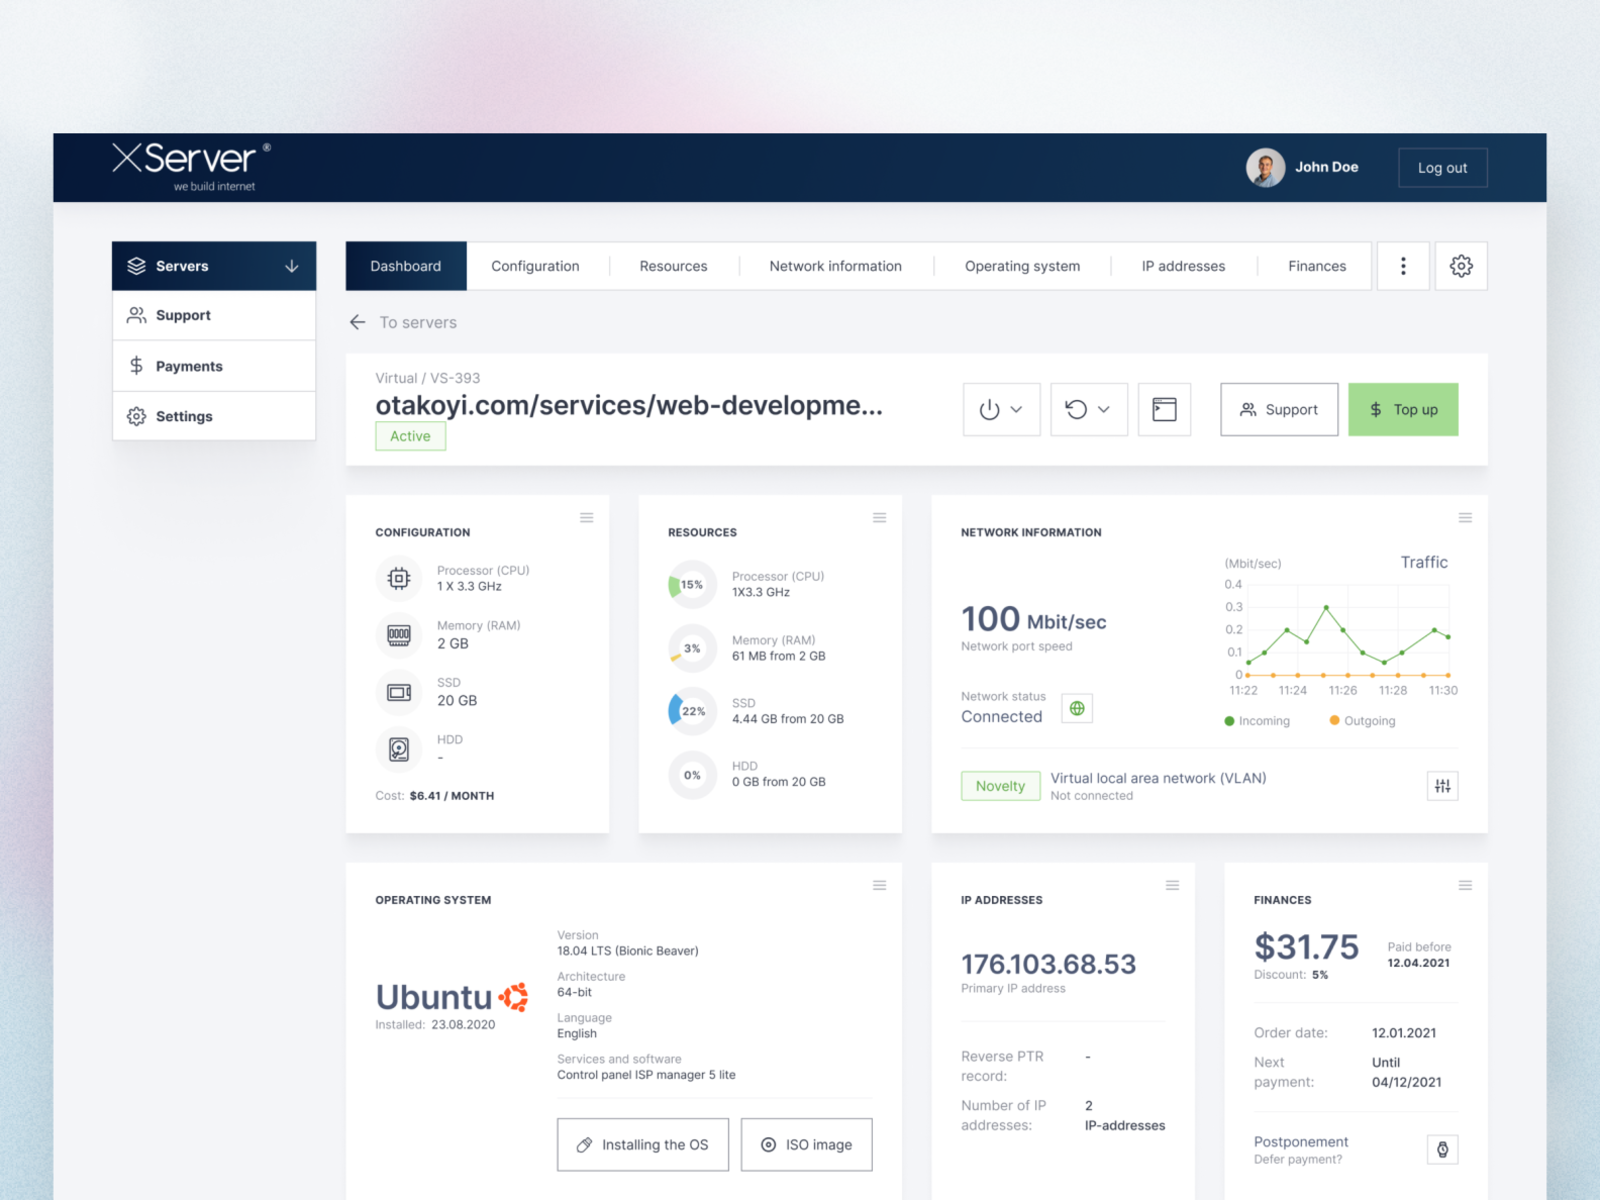 XServer ®
we build internet
John Doe
Log out
Servers
Support
Payments
Settings
Dashboard
Configuration
Resources
Network information
Operating system
IP addresses
Finances
To servers
Virtual / VS-393
otakoyi.com/services/web-developme...
Active
Support
$ Top up
CONFIGURATION
Processor (CPU)
1 X 3.3 GHz
Memory (RAM)
2 GB
SSD
20 GB
HDD
-
Cost: $6.41 / MONTH
RESOURCES
15%
Processor (CPU)
1X3.3 GHz
3%
Memory (RAM)
61 MB from 2 GB
22%
SSD
4.44 GB from 20 GB
0%
HDD
0 GB from 20 GB
NETWORK INFORMATION
100 Mbit/sec
Network port speed
Network status
Connected
(Mbit/sec)
Traffic
0.4
0.3
0.2
0.1
0
11:22
11:24
11:26
11:28
11:30
Incoming
Outgoing
Novelty
Virtual local area network (VLAN)
Not connected
OPERATING SYSTEM
Ubuntu
Installed: 23.08.2020
Version
18.04 LTS (Bionic Beaver)
Architecture
64-bit
Language
English
Services and software
Control panel ISP manager 5 lite
Installing the OS
ISO image
IP ADDRESSES
176.103.68.53
Primary IP address
Reverse PTR
record:
-
Number of IP
addresses:
2
IP-addresses
FINANCES
$31.75
Discount: 5%
Paid before
12.04.2021
Order date:
12.01.2021
Next
payment:
Until
04/12/2021
Postponement
Defer payment?